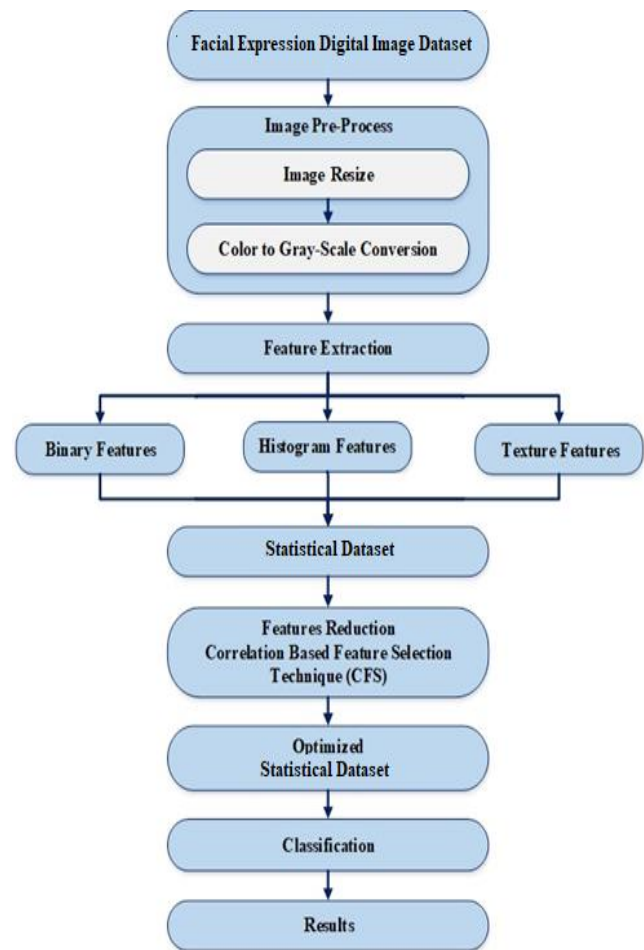 Facial Expression Digital Image Dataset
Image Pre-Process
Image Resize
Color to Gray-Scale Conversion
Feature Extraction
Binary Features
Histogram Features
Texture Features
Statistical Dataset
Features Reduction
Correlation Based Feature Selection
Technique (CFS)
Optimized
Statistical Dataset
Classification
Results